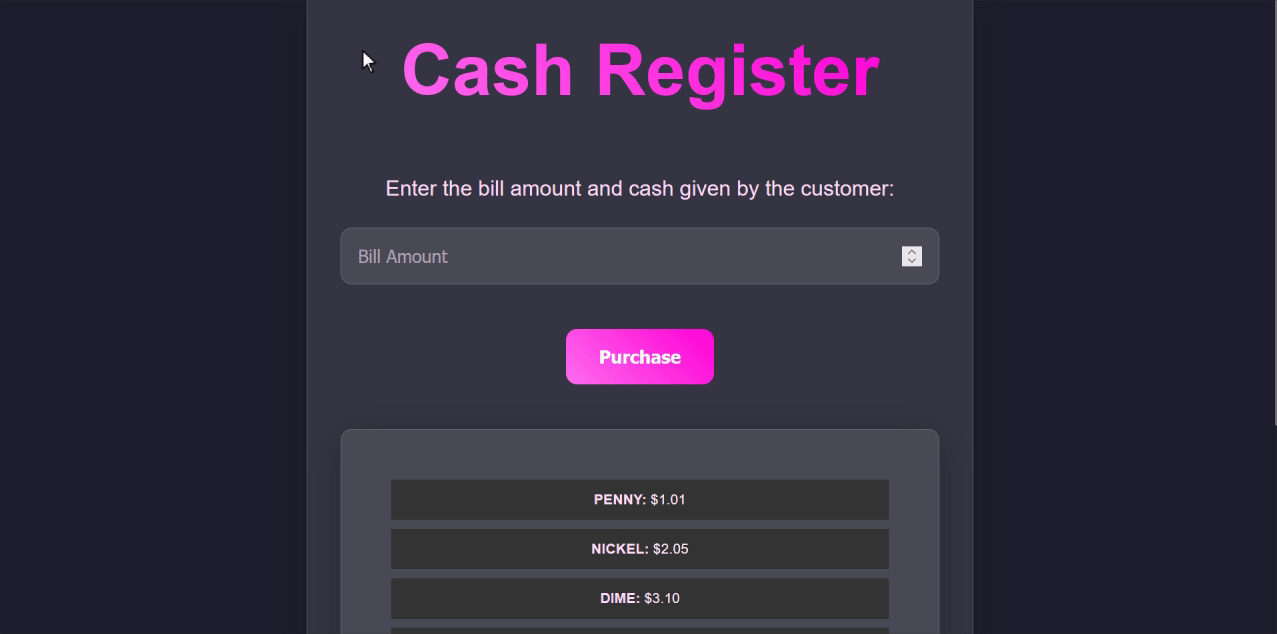 Cash Register
Enter the bill amount and cash given by the customer:
Bill Amount
Purchase
PENNY: $1.01
NICKEL: $2.05
DIME: $3.10